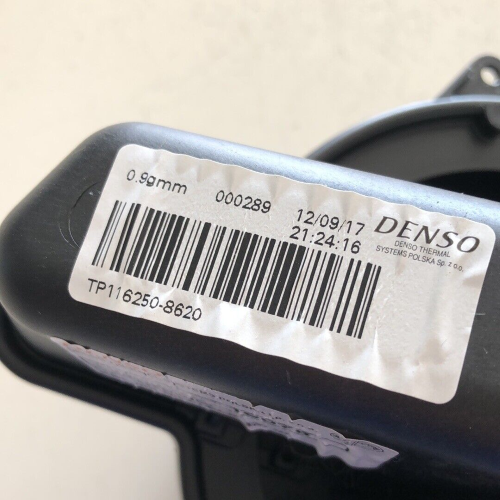 0.9gmm 000289 12/09/17
21:24:16
DENSO
DENSO THERMAL
SYSTEMS POLSKA Sp. z o.o.
TP116250-8620